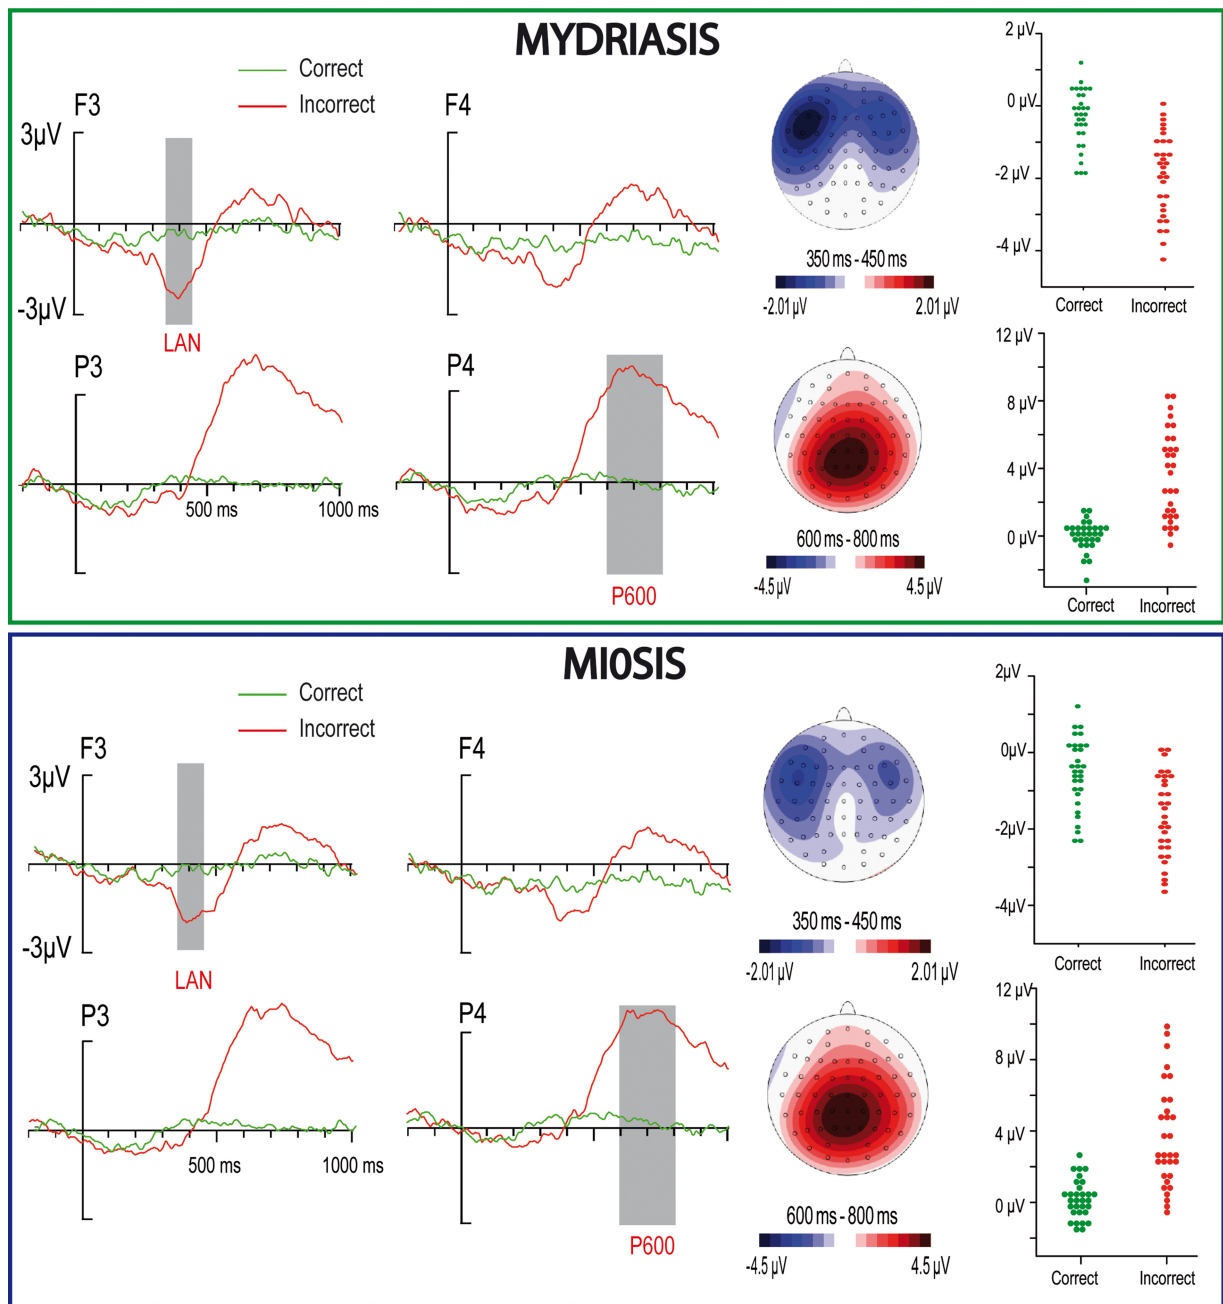 MYDRIASIS
Correct
Incorrect
F3
F4
3µV
-3µV
LAN
350 ms - 450 ms
-2.01 µV
2.01 µV
2 µV
0 µV
-2 µV
-4 µV
Correct
Incorrect
P3
P4
500 ms
1000 ms
P600
600 ms - 800 ms
-4.5 µV
4.5 µV
12 µV
8 µV
4 µV
0 µV
Correct
Incorrect
MI0SIS
Correct
Incorrect
F3
F4
3µV
-3µV
LAN
350 ms - 450 ms
-2.01 µV
2.01 µV
2µV
0µV
-2µV
-4µV
Correct
Incorrect
P3
P4
500 ms
1000 ms
P600
600 ms - 800 ms
-4.5 µV
4.5 µV
12 µV
8 µV
4 µV
0 µV
Correct
Incorrect